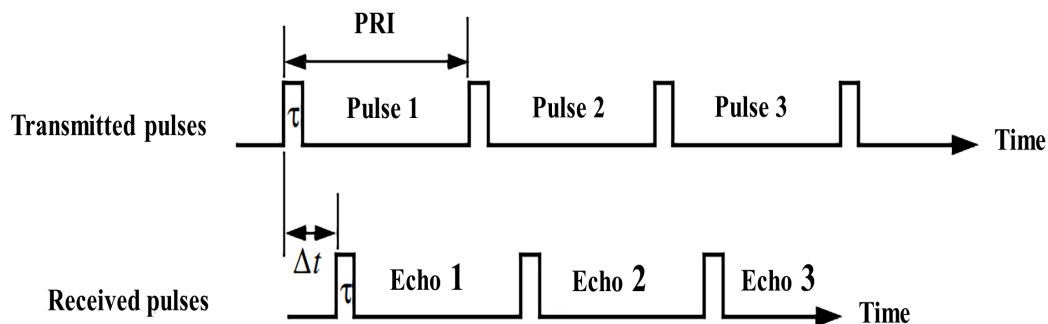 PRI
Pulse 1 Pulse 2 Pulse 3
Transmitted pulses τ Time
Δt
Echo 1 Echo 2 Echo 3
Received pulses τ Time